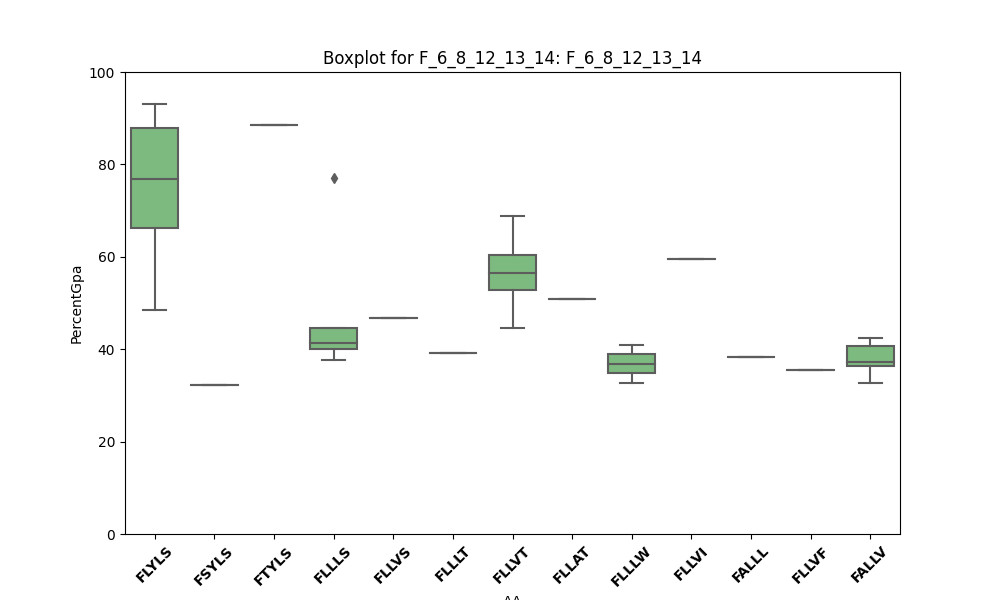 Boxplot for F_6_8_12_13_14: F_6_8_12_13_14
100
80
60
40
20
0
PercentGpa
FLYLS
FSYLS
FTYLS
FLLLS
FLLVS
FLLLT
FLLVT
FLLAT
FLLLW
FLLVI
FALLL
FLLVF
FALLV
AA